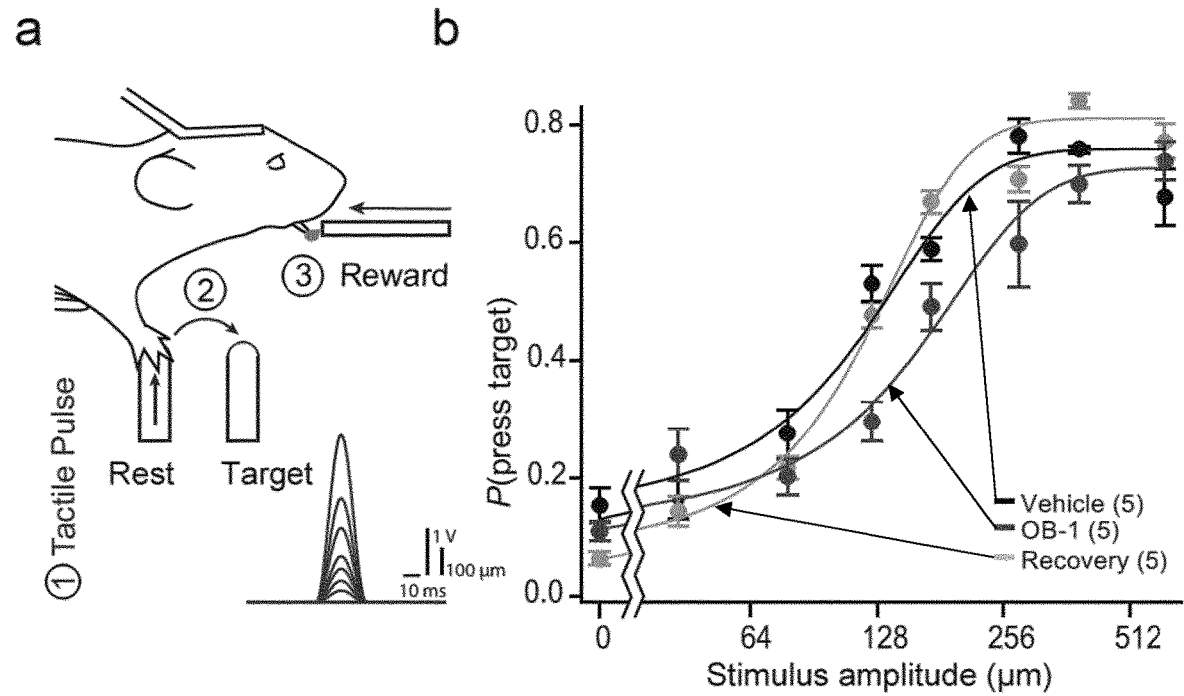 a
b
② 
③ Reward
① Tactile Pulse
Rest
Target
1 V
100 µm
10 ms
P(press target)
0.8
0.6
0.4
0.2
0.0
0
64
128
256
512
Stimulus amplitude (µm)
Vehicle (5)
OB-1 (5)
Recovery (5)